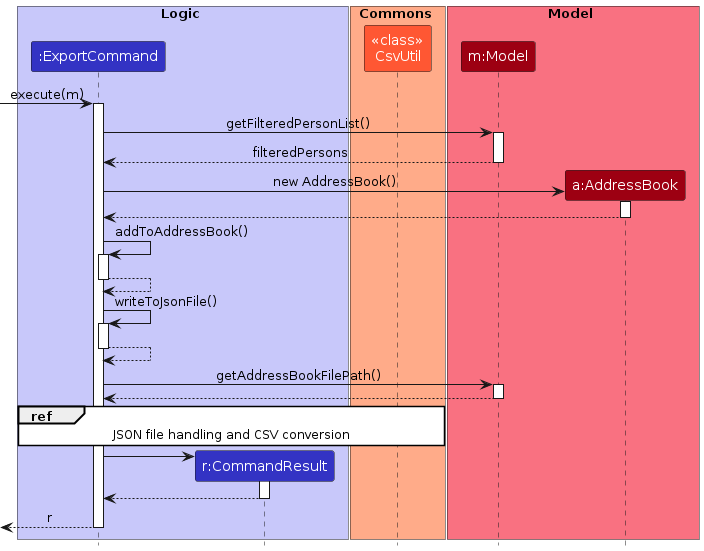 Logic
Commons
Model
:ExportCommand
«class»
CsvUtil
m:Model
execute(m)
getFilteredPersonList()
filteredPersons
new AddressBook()
a:AddressBook
addToAddressBook()
writeToJsonFile()
getAddressBookFilePath()
ref
JSON file handling and CSV conversion
r:CommandResult
r